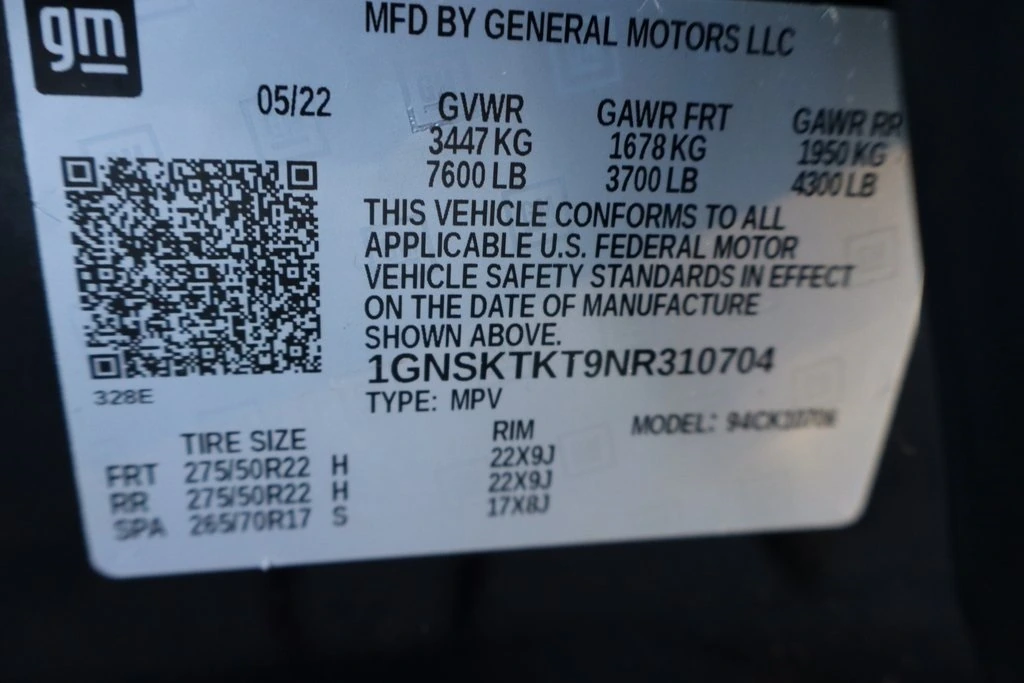 gm
MFD BY GENERAL MOTORS LLC
05/22 GVWR GAWR FRT GAWR RR
3447 KG 1678 KG 1950 KG
7600 LB 3700 LB 4300 LB
THIS VEHICLE CONFORMS TO ALL
APPLICABLE U.S. FEDERAL MOTOR
VEHICLE SAFETY STANDARDS IN EFFECT
ON THE DATE OF MANUFACTURE
SHOWN ABOVE.
1GNSKTKT9NR310704
328E
TYPE: MPV
TIRE SIZE RIM MODEL:
FRT 275/50R22 H 22X9J
RR 275/50R22 H 22X9J
SPA 265/70R17 S 17X8J